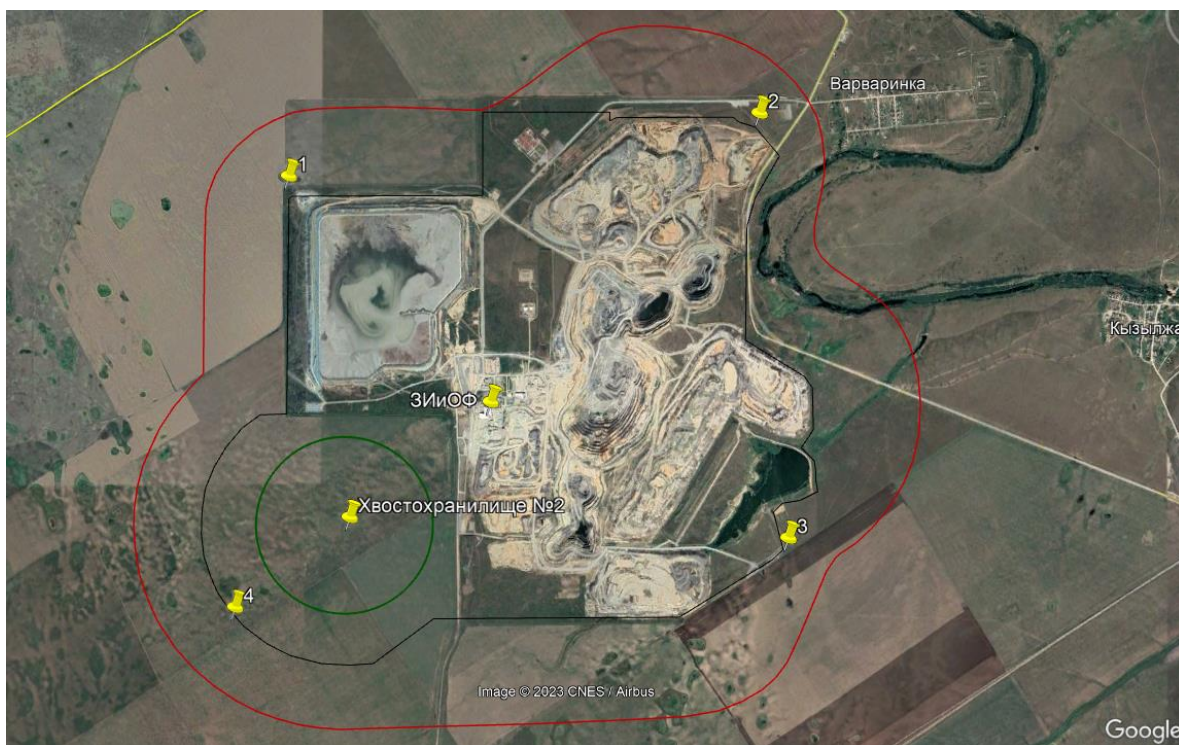 2
Варваринка
1
Кызылжа
ЗИиОФ
Хвостохранилище №2
3
4
Image © 2023 CNES / Airbus
Google